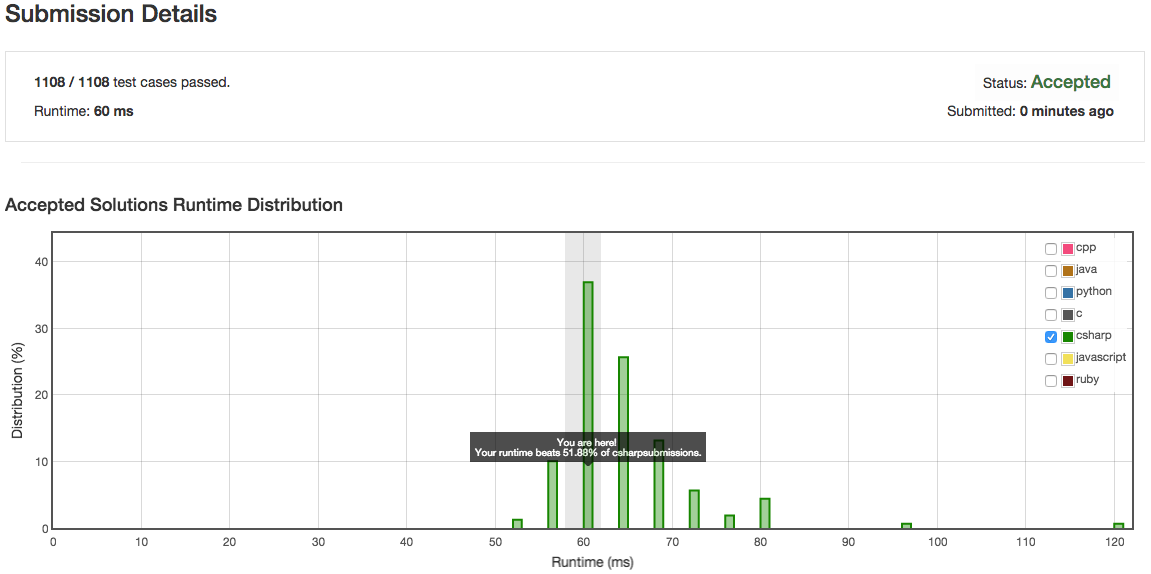 Submission Details
1108 / 1108 test cases passed.
Status: Accepted
Runtime: 60 ms
Submitted: 0 minutes ago
Accepted Solutions Runtime Distribution
cpp
java
python
c
csharp
javascript
ruby
40
30
20
10
0
Distribution (%)
You are here!
Your runtime beats 51.88% of csharpsubmissions.
0 10 20 30 40 50 60 70 80 90 100 110 120
Runtime (ms)